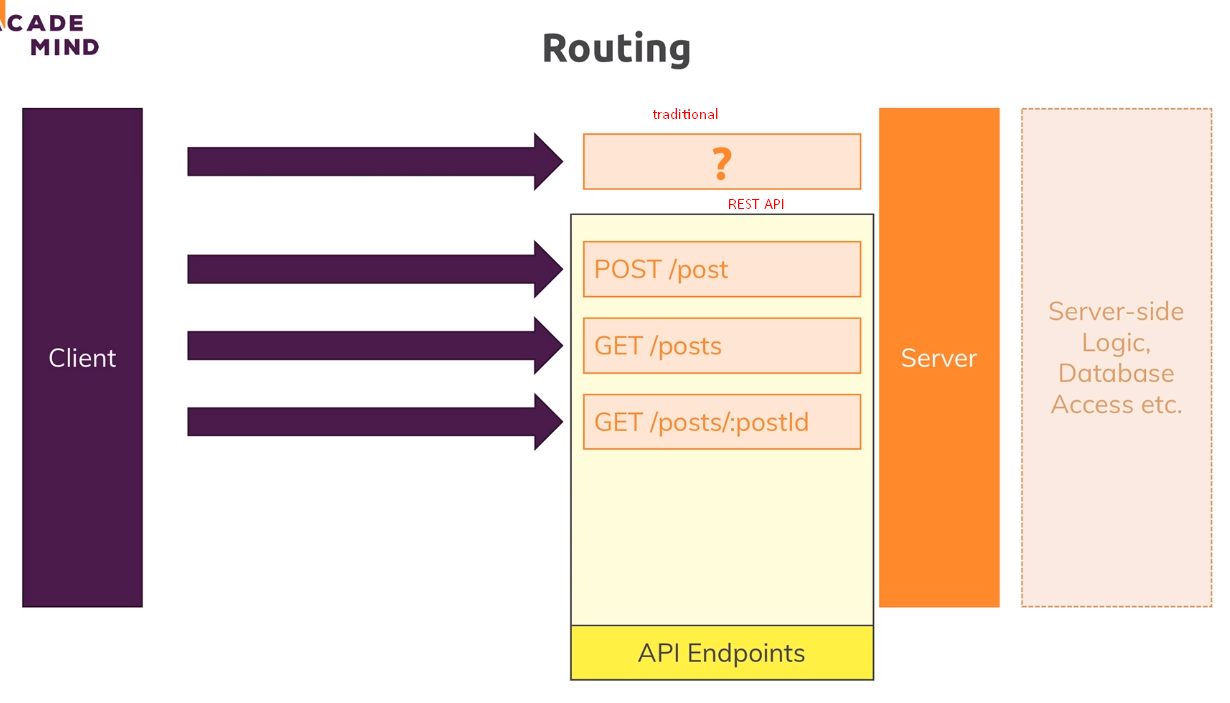 CADE
MIND
Routing
traditional
?
REST API
POST /post
GET /posts
GET /posts/:postId
Client
Server
Server-side
Logic,
Database
Access etc.
API Endpoints